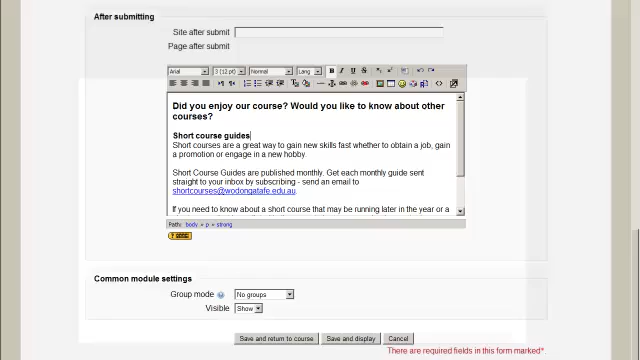 After submitting
Site after submit
Page after submit
Arial 3 (12 pt) Normal Lang B I U S
Did you enjoy our course? Would you like to know about other
courses?
Short course guides
Short courses are a great way to gain new skills fast whether to obtain a job, gain
a promotion or engage in a new hobby
Short Course Guides are published monthly. Get each monthly guide sent
straight to your inbox by subscribing - send an email to
shortcourses@wodongatafe.edu.au.
If you need to know about a short course that may be running later in the year or a
Path: body » p » strong
Common module settings
Group mode No groups
Visible Show
Save and return to course Save and display Cancel
There are required fields in this form marked*.